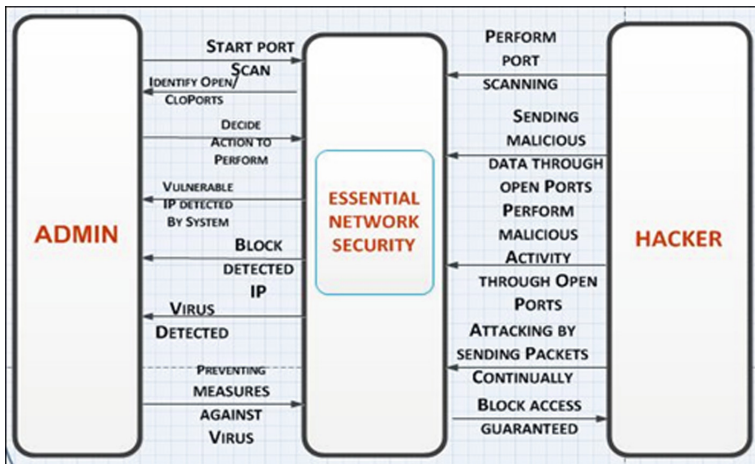 ADMIN
START PORT
SCAN
IDENTIFY OPEN/
CLOPORTS
DECIDE
ACTION TO
PERFORM
VULNERABLE
IP DETECTED
BY SYSTEM
BLOCK
DETECTED
IP
VIRUS
DETECTED
PREVENTING
MEASURES
AGAINST
VIRUS
ESSENTIAL
NETWORK
SECURITY
PERFORM
PORT
SCANNING
SENDING
MALICIOUS
DATA THROUGH
OPEN PORTS
PERFORM
MALICIOUS
ACTIVITY
THROUGH OPEN
PORTS
ATTACKING BY
SENDING PACKETS
CONTINUALLY
BLOCK ACCESS
GUARANTEED
HACKER